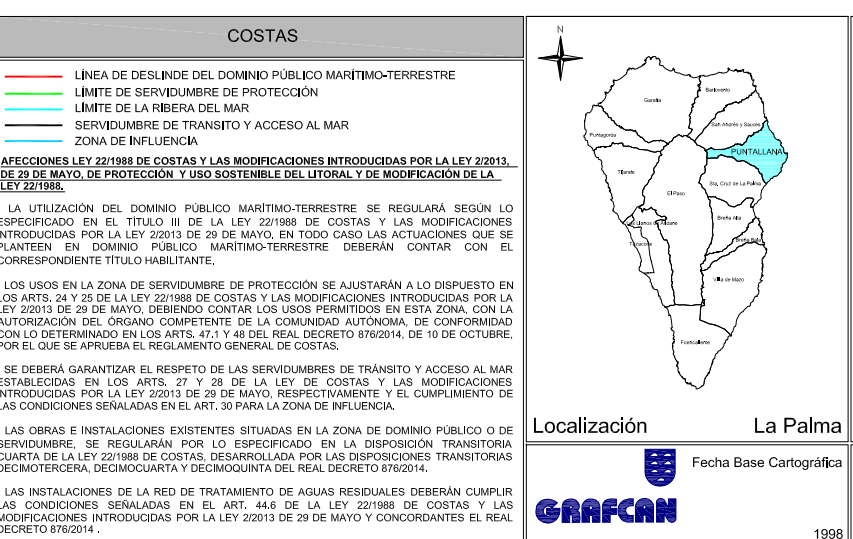 COSTAS
LÍNEA DE DESLINDE DEL DOMINIO PÚBLICO MARÍTIMO-TERRESTRE
LÍMITE DE SERVIDUMBRE DE PROTECCIÓN
LÍMITE DE LA RIBERA DEL MAR
SERVIDUMBRE DE TRANSITO Y ACCESO AL MAR
ZONA DE INFLUENCIA
AFECCIONES LEY 22/1988 DE COSTAS Y LAS MODIFICACIONES INTRODUCIDAS POR LA LEY 2/2013,
DE 29 DE MAYO, DE PROTECCIÓN Y USO SOSTENIBLE DEL LITORAL Y DE MODIFICACIÓN DE LA
LEY 22/1988.
LA UTILIZACIÓN DEL DOMINIO PÚBLICO MARÍTIMO-TERRESTRE SE REGULARÁ SEGÚN LO
ESPECIFICADO EN EL TÍTULO III DE LA LEY 22/1988 DE COSTAS Y LAS MODIFICACIONES
INTRODUCIDAS POR LA LEY 2/2013 DE 29 DE MAYO, EN TODO CASO LAS ACTUACIONES QUE SE
PLANTEEN EN DOMINIO PÚBLICO MARÍTIMO-TERRESTRE DEBERÁN CONTAR CON EL
CORRESPONDIENTE TÍTULO HABILITANTE.
LOS USOS EN LA ZONA DE SERVIDUMBRE DE PROTECCIÓN SE AJUSTARÁN A LO DISPUESTO EN
LOS ARTS. 24 Y 25 DE LA LEY 22/1988 DE COSTAS Y LAS MODIFICACIONES INTRODUCIDAS POR LA
LEY 2/2013 DE 29 DE MAYO, DEBIENDO CONTAR LOS USOS PERMITIDOS EN ESTA ZONA, CON LA
AUTORIZACIÓN DEL ÓRGANO COMPETENTE DE LA COMUNIDAD AUTÓNOMA, DE CONFORMIDAD
CON LO DETERMINADO EN LOS ARTS. 47.1 Y 48 DEL REAL DECRETO 876/2014, DE 10 DE OCTUBRE,
POR EL QUE SE APRUEBA EL REGLAMENTO GENERAL DE COSTAS.
SE DEBERÁ GARANTIZAR EL RESPETO DE LAS SERVIDUMBRES DE TRÁNSITO Y ACCESO AL MAR
ESTABLECIDAS EN LOS ARTS. 27 Y 28 DE LA LEY DE COSTAS Y LAS MODIFICACIONES
INTRODUCIDAS POR LA LEY 2/2013 DE 29 DE MAYO, RESPECTIVAMENTE Y EL CUMPLIMIENTO DE
LAS CONDICIONES SEÑALADAS EN EL ART. 30 PARA LA ZONA DE INFLUENCIA.
LAS OBRAS E INSTALACIONES EXISTENTES SITUADAS EN LA ZONA DE DOMINIO PÚBLICO O DE
SERVIDUMBRE, SE REGULARÁN POR LO ESPECIFICADO EN LA DISPOSICIÓN TRANSITORIA
CUARTA DE LA LEY 22/1988 DE COSTAS, DESARROLLADA POR LAS DISPOSICIONES TRANSITORIAS
DECIMOTERCERA, DECIMOCUARTA Y DECIMOQUINTA DEL REAL DECRETO 876/2014.
LAS INSTALACIONES DE LA RED DE TRATAMIENTO DE AGUAS RESIDUALES DEBERÁN CUMPLIR
LAS CONDICIONES SEÑALADAS EN EL ART. 44.6 DE LA LEY 22/1988 DE COSTAS Y LAS
MODIFICACIONES INTRODUCIDAS POR LA LEY 2/2013 DE 29 DE MAYO Y CONCORDANTES EL REAL
DECRETO 876/2014 .
N
Barlovento
Garafía
San Andrés y Sauces
Puntagorda
PUNTALLANA
Tijarafe
Sta. Cruz de La Palma
El Paso
Breña Alta
Los Llanos de Aridane
Breña Baja
Tazacorte
Villa de Mazo
Fuencaliente
Localización
La Palma
Fecha Base Cartográfica
GRAFCAN
1998